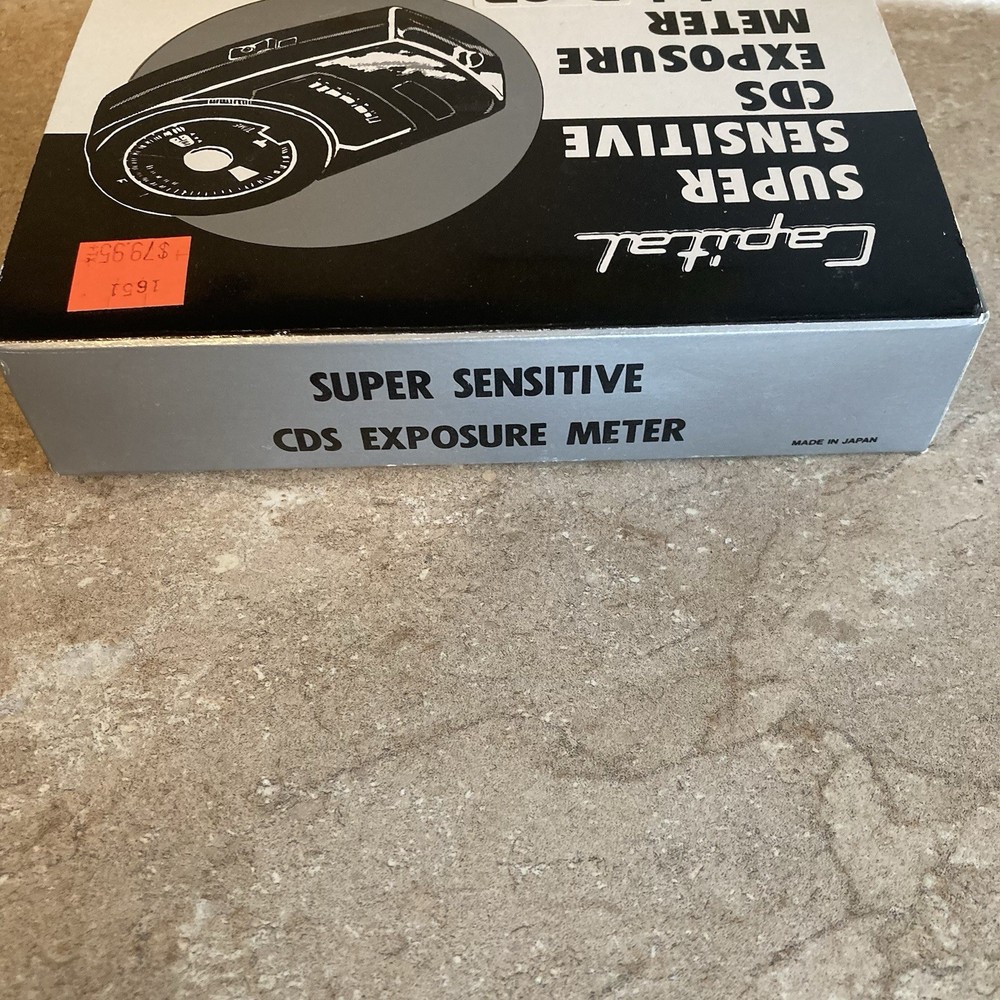 Capital
SUPER
SENSITIVE
CDS
EXPOSURE
METER
1651
$79.95
SUPER SENSITIVE
CDS EXPOSURE METER
MADE IN JAPAN